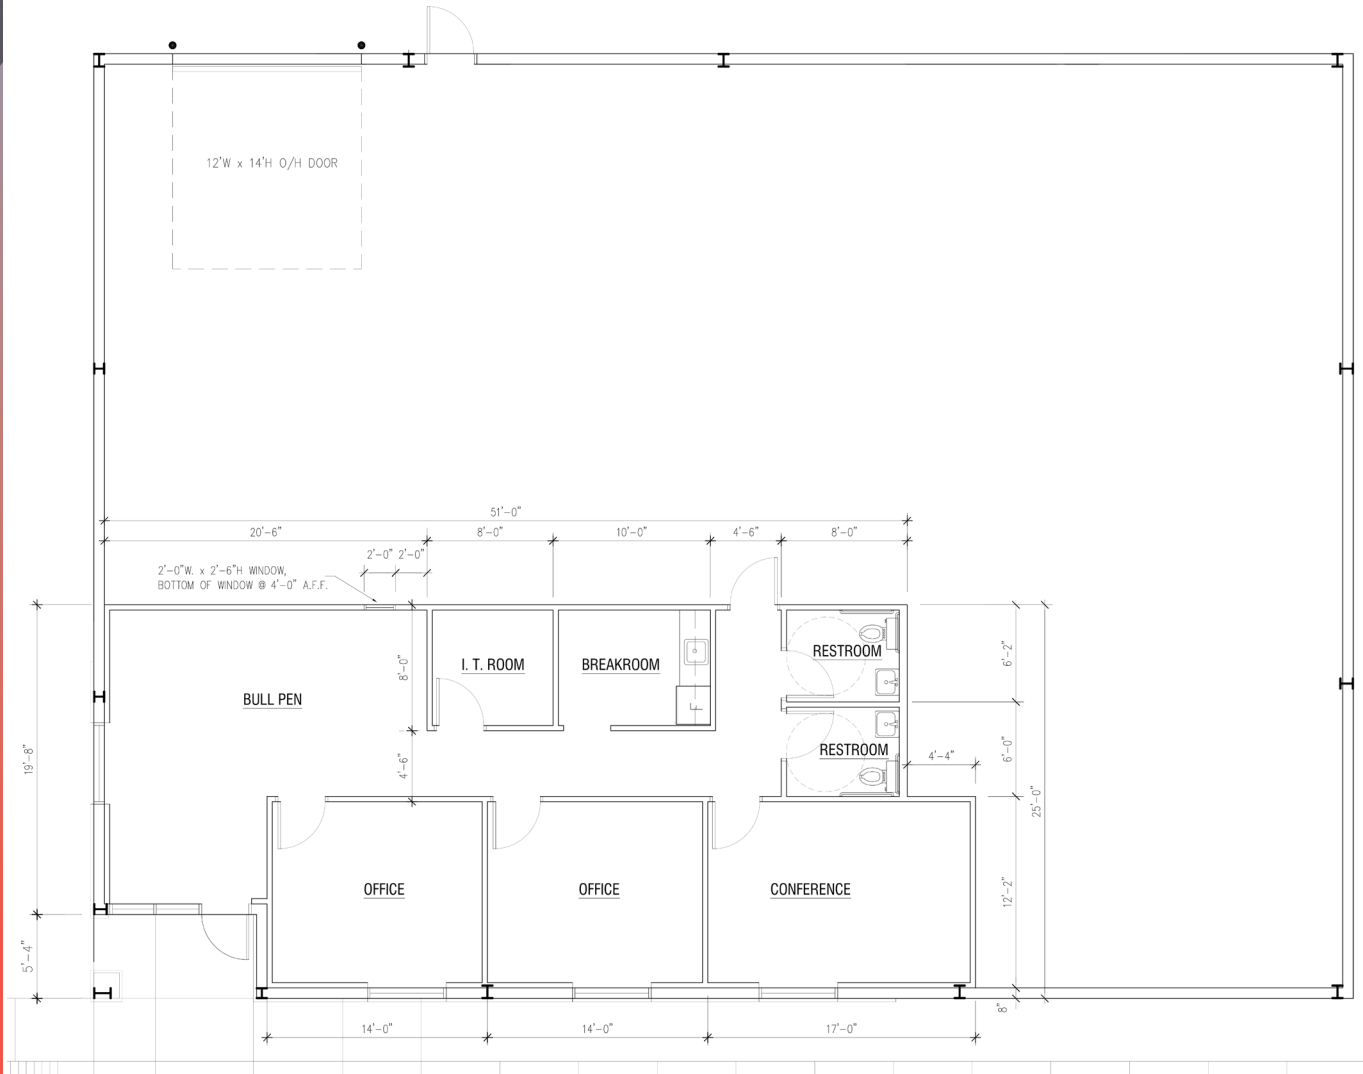 12'W x 14'H O/H DOOR
51'-0"
20'-6"
8'-0"
10'-0"
4'-6"
8'-0"
2'-0"
2'-0"
2'-0"W. x 2'-6"H WINDOW,
BOTTOM OF WINDOW @ 4'-0" A.F.F.
8'-0"
I. T. ROOM
BREAKROOM
RESTROOM
6'-2"
BULL PEN
F
19'-8"
4'-6"
RESTROOM
4'-4"
6'-0"
25'-0"
OFFICE
OFFICE
CONFERENCE
12'-2"
5'-4"
8"
14'-0"
14'-0"
17'-0"